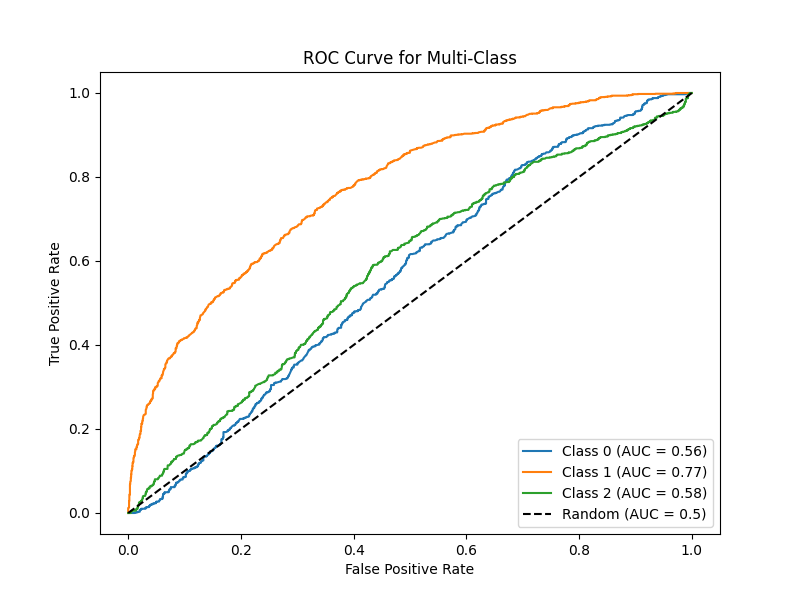 ROC Curve for Multi-Class
True Positive Rate
1.0
0.8
0.6
0.4
0.2
0.0
0.0 0.2 0.4 0.6 0.8 1.0
False Positive Rate
Class 0 (AUC = 0.56)
Class 1 (AUC = 0.77)
Class 2 (AUC = 0.58)
Random (AUC = 0.5)